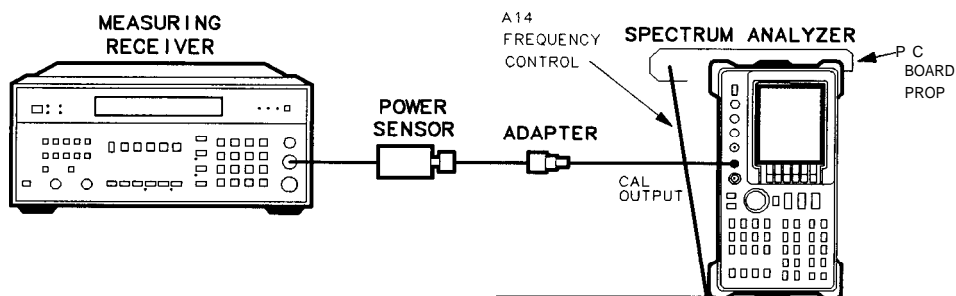 MEASURING
RECEIVER
A14
FREQUENCY
CONTROL
SPECTRUM ANALYZER
P C
BOARD
PROP
POWER
SENSOR
ADAPTER
CAL
OUTPUT